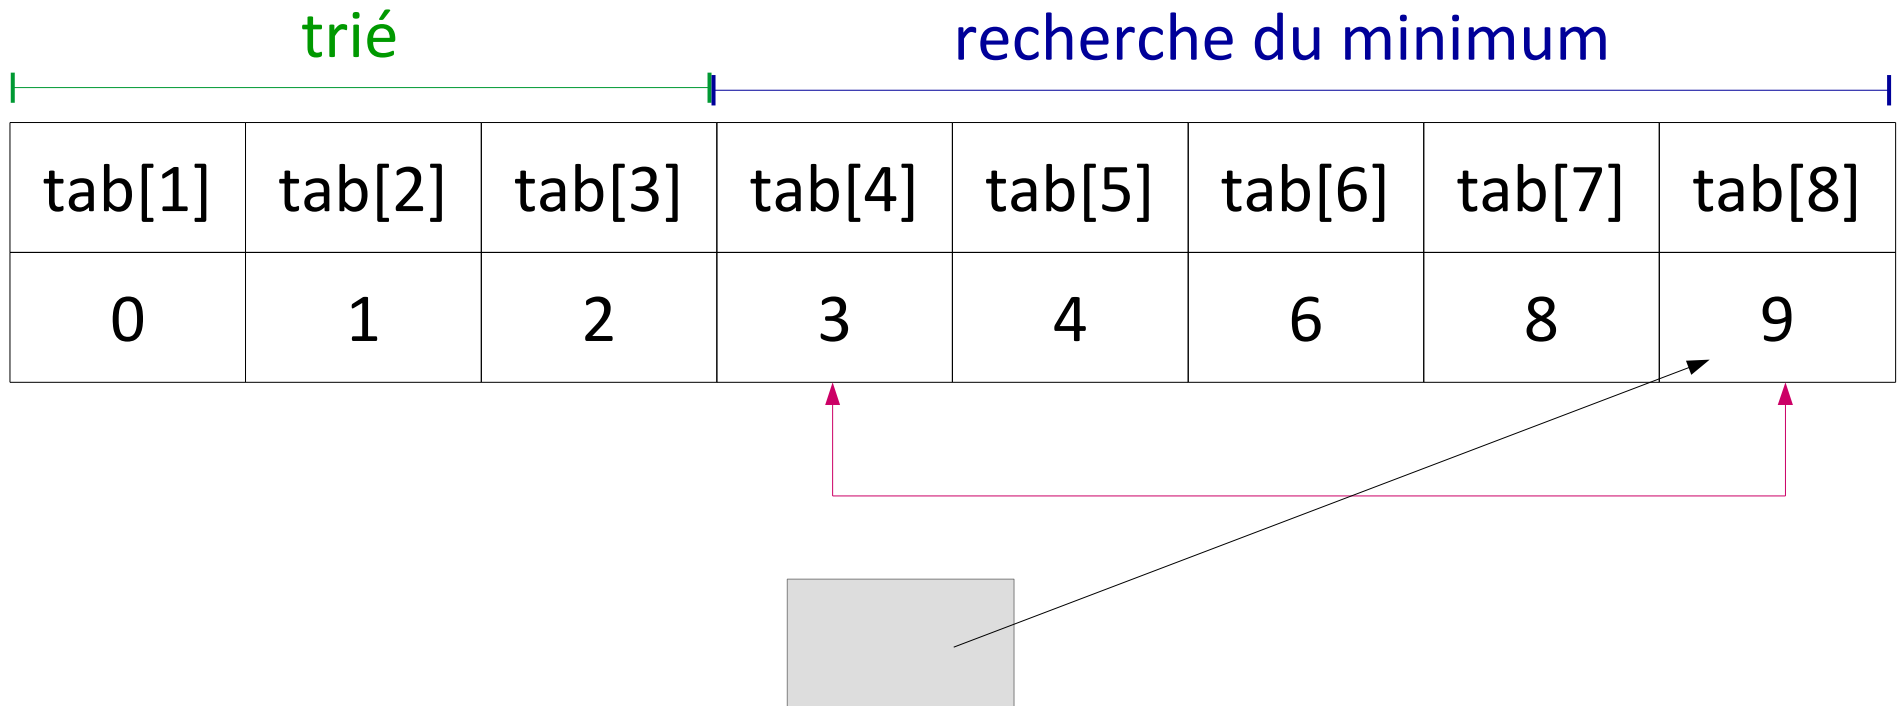 trié
recherche du minimum
tab[1] tab[2] tab[3] tab[4] tab[5] tab[6] tab[7] tab[8]
0 1 2 3 4 6 8 9